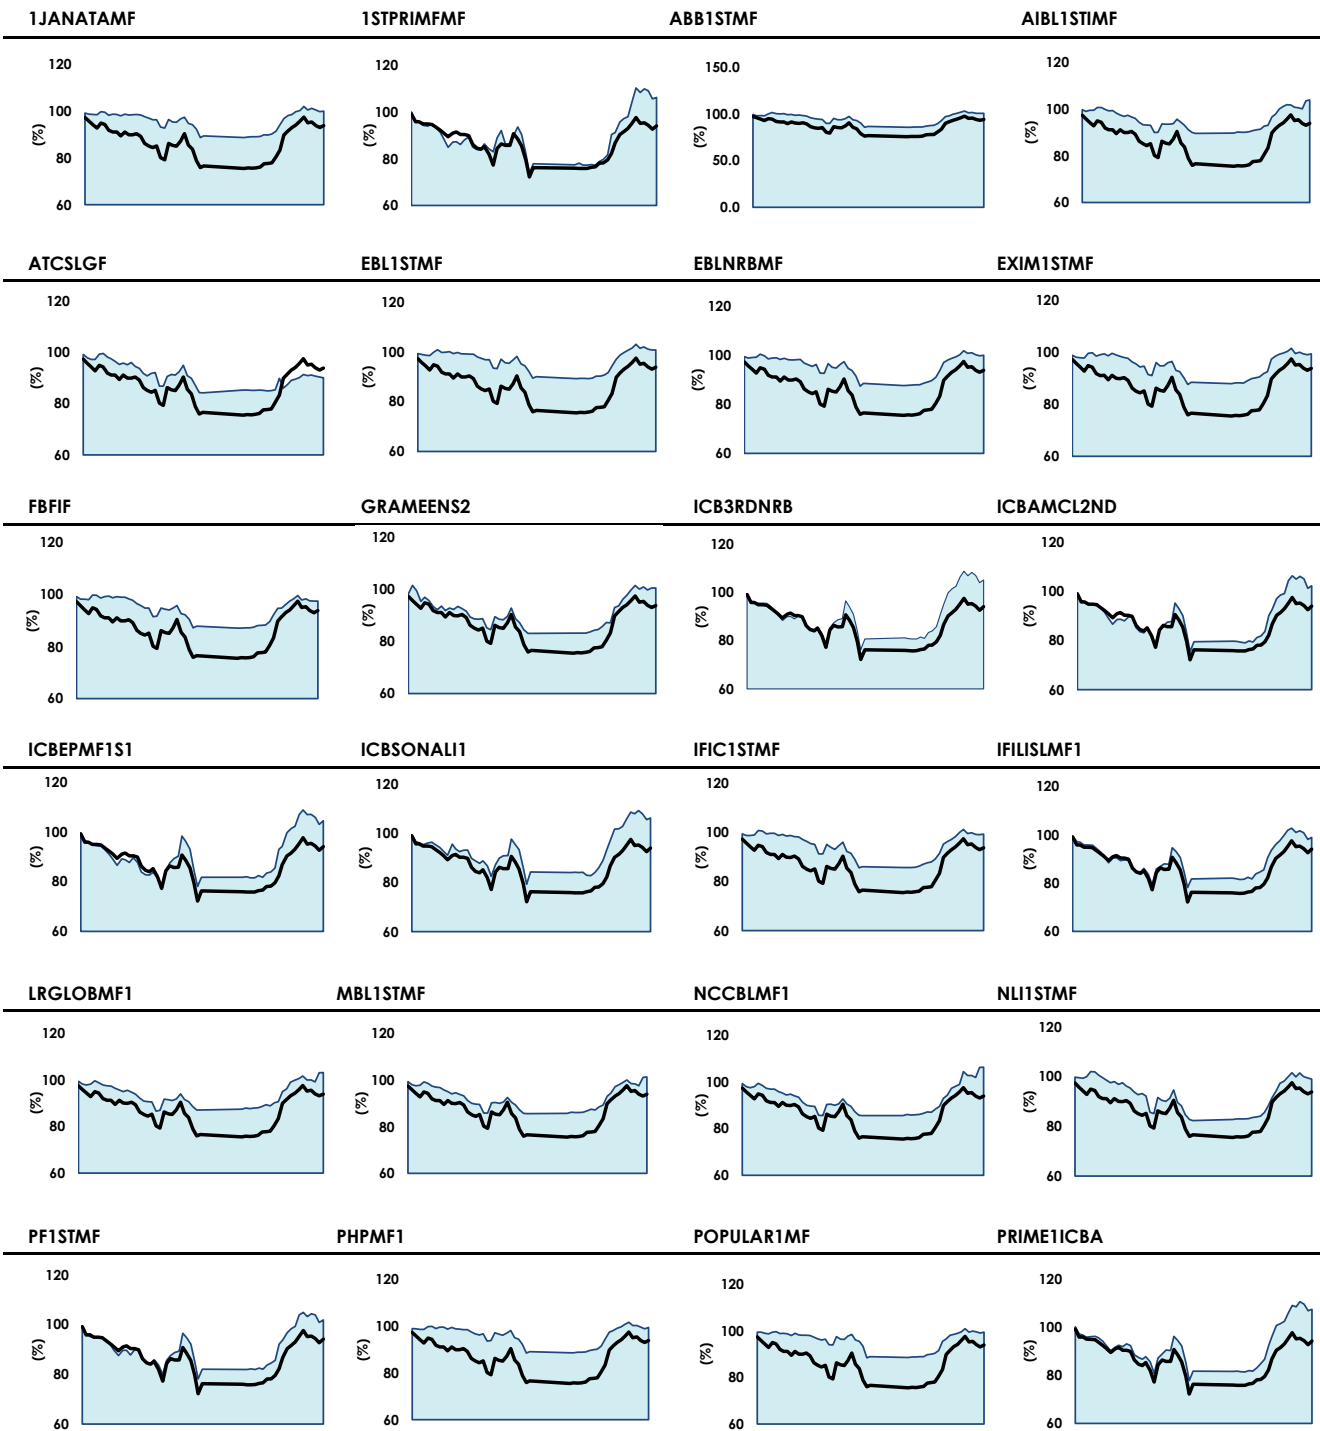 1JANATAMF 1STPRIMFMF ABB1STMF AIBL1STIMF
120 120 150.0 120
100 100 100.0 100
80 80 50.0 80
60 60 0.0 60
(%) (%) (%) (%)
ATCSLGF EBL1STMF EBLNRBMF EXIM1STMF
120 120 120 120
100 100 100 100
80 80 80 80
60 60 60 60
(%) (%) (%) (%)
FBFIF GRAMEENS2 ICB3RDNRB ICBAMCL2ND
120 120 120 120
100 100 100 100
80 80 80 80
60 60 60 60
(%) (%) (%) (%)
ICBEPMF1S1 ICBSONALI1 IFIC1STMF IFILISLMF1
120 120 120 120
100 100 100 100
80 80 80 80
60 60 60 60
(%) (%) (%) (%)
LRGLOBMF1 MBL1STMF NCCBLMF1 NLI1STMF
120 120 120 120
100 100 100 100
80 80 80 80
60 60 60 60
(%) (%) (%) (%)
PF1STMF PHPMF1 POPULAR1MF PRIME1ICBA
120 120 120 120
100 100 100 100
80 80 80 80
60 60 60 60
(%) (%) (%) (%)